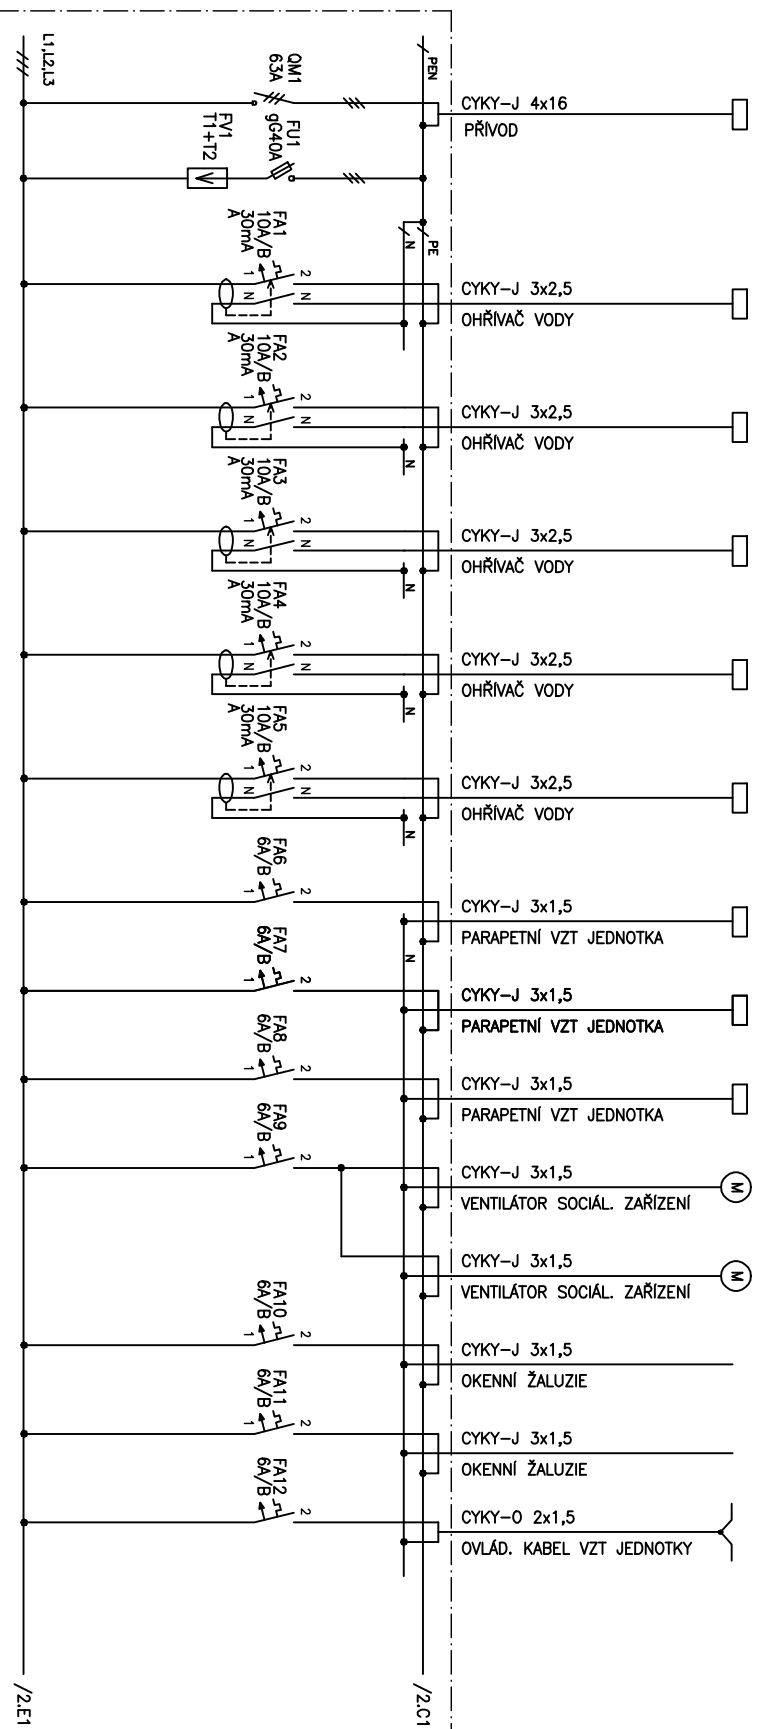 L1,L2,L3
PEN
QM1
63A
CYKY-J 4x16
PŘÍVOD
FU1
gG40A
FV1
T1+T2
N
PE
FA1
10A/B
30mA
A
1
N
2
N
CYKY-J 3x2,5
OHŘÍVAČ VODY
FA2
10A/B
30mA
A
1
N
2
N
N
CYKY-J 3x2,5
OHŘÍVAČ VODY
FA3
10A/B
30mA
A
1
N
2
N
N
CYKY-J 3x2,5
OHŘÍVAČ VODY
FA4
10A/B
30mA
A
1
N
2
N
N
CYKY-J 3x2,5
OHŘÍVAČ VODY
FA5
10A/B
30mA
A
1
N
2
N
N
CYKY-J 3x2,5
OHŘÍVAČ VODY
FA6
6A/B
1
2
N
CYKY-J 3x1,5
PARAPETNÍ VZT JEDNOTKA
FA7
6A/B
1
2
CYKY-J 3x1,5
PARAPETNÍ VZT JEDNOTKA
FA8
6A/B
1
2
CYKY-J 3x1,5
PARAPETNÍ VZT JEDNOTKA
FA9
6A/B
1
2
CYKY-J 3x1,5
VENTILÁTOR SOCIÁL. ZAŘÍZENÍ
M
CYKY-J 3x1,5
VENTILÁTOR SOCIÁL. ZAŘÍZENÍ
M
FA10
6A/B
1
2
CYKY-J 3x1,5
OKENNÍ ŽALUZIE
FA11
6A/B
1
2
CYKY-J 3x1,5
OKENNÍ ŽALUZIE
FA12
6A/B
1
2
CYKY-O 2x1,5
OVLÁD. KABEL VZT JEDNOTKY
/2.E1
/2.C1